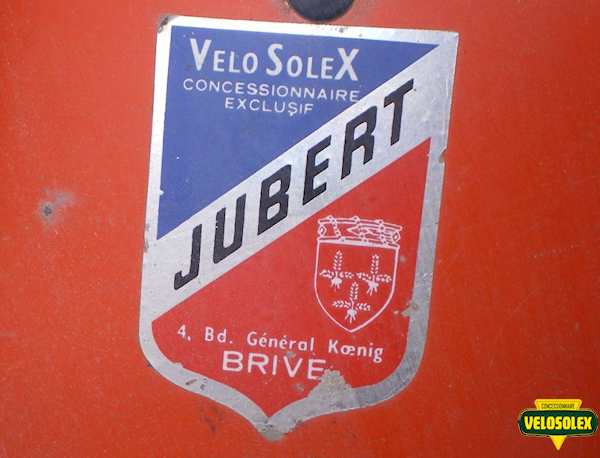 VELO SOLEX
CONCESSIONNAIRE
EXCLUSIF
JUBERT
4, Bd. Général Kœnig
BRIVE
CONCESSIONNAIRE
VELOSOLEX